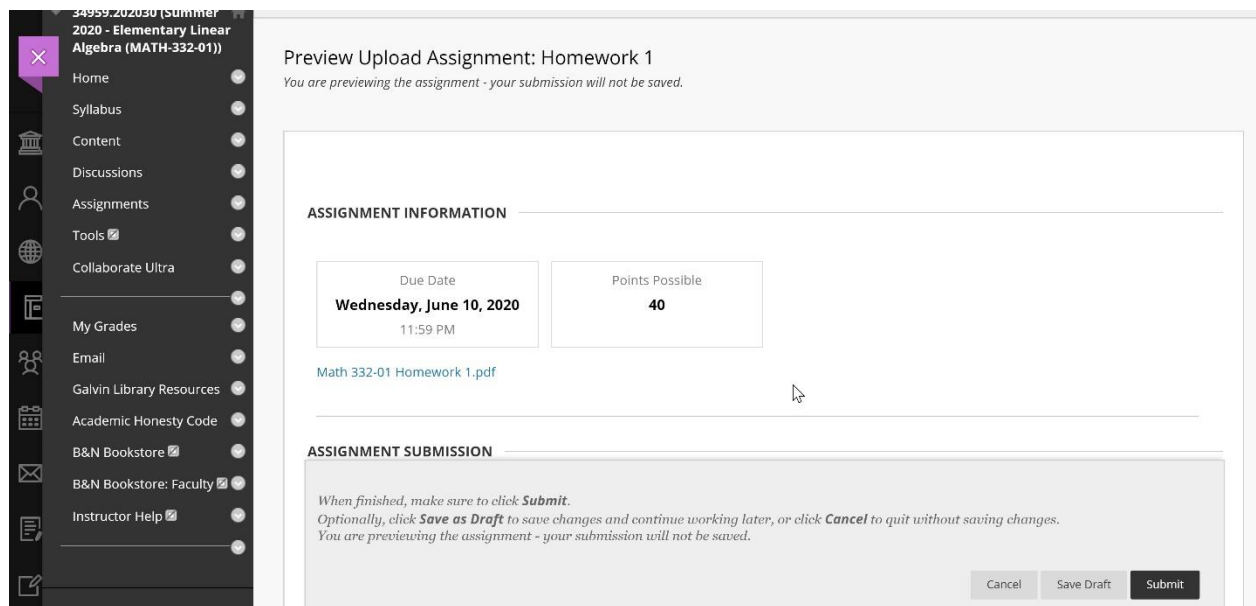 34959.202030 (Summer
2020 - Elementary Linear
Algebra (MATH-332-01))
Home
Syllabus
Content
Discussions
Assignments
Tools
Collaborate Ultra
My Grades
Email
Galvin Library Resources
Academic Honesty Code
B&N Bookstore
B&N Bookstore: Faculty
Instructor Help
Preview Upload Assignment: Homework 1
You are previewing the assignment - your submission will not be saved.
ASSIGNMENT INFORMATION
Due Date
Wednesday, June 10, 2020
11:59 PM
Points Possible
40
Math 332-01 Homework 1.pdf
ASSIGNMENT SUBMISSION
When finished, make sure to click Submit.
Optionally, click Save as Draft to save changes and continue working later, or click Cancel to quit without saving changes.
You are previewing the assignment - your submission will not be saved.
Cancel
Save Draft
Submit